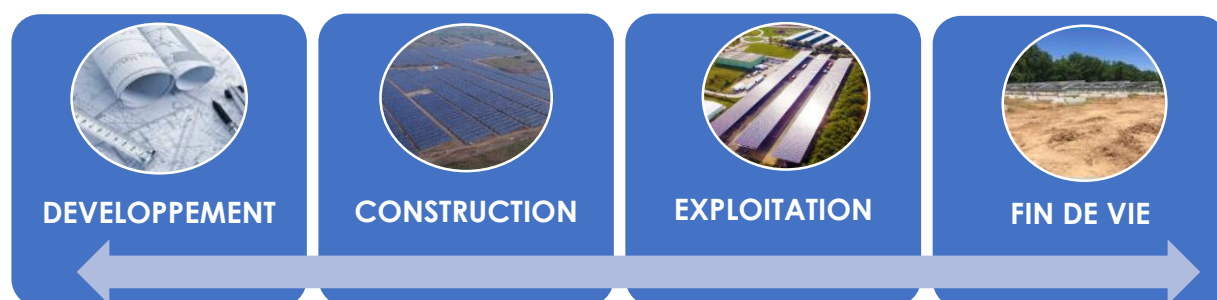 DEVELOPPEMENT
CONSTRUCTION
EXPLOITATION
FIN DE VIE